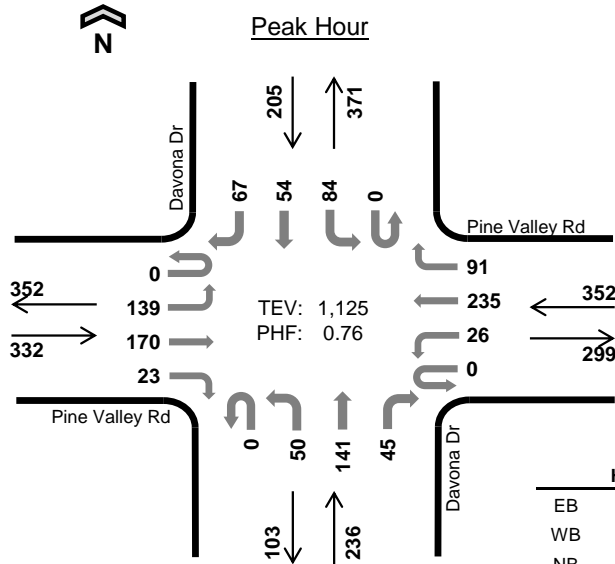 Peak Hour
N
Davona Dr
205
371
67
54
84
0
Pine Valley Rd
0
91
352
139
TEV: 1,125
235
352
332
170
PHF: 0.76
26
299
23
0
Pine Valley Rd
0
50
141
45
Davona Dr
103
236
EB
WB